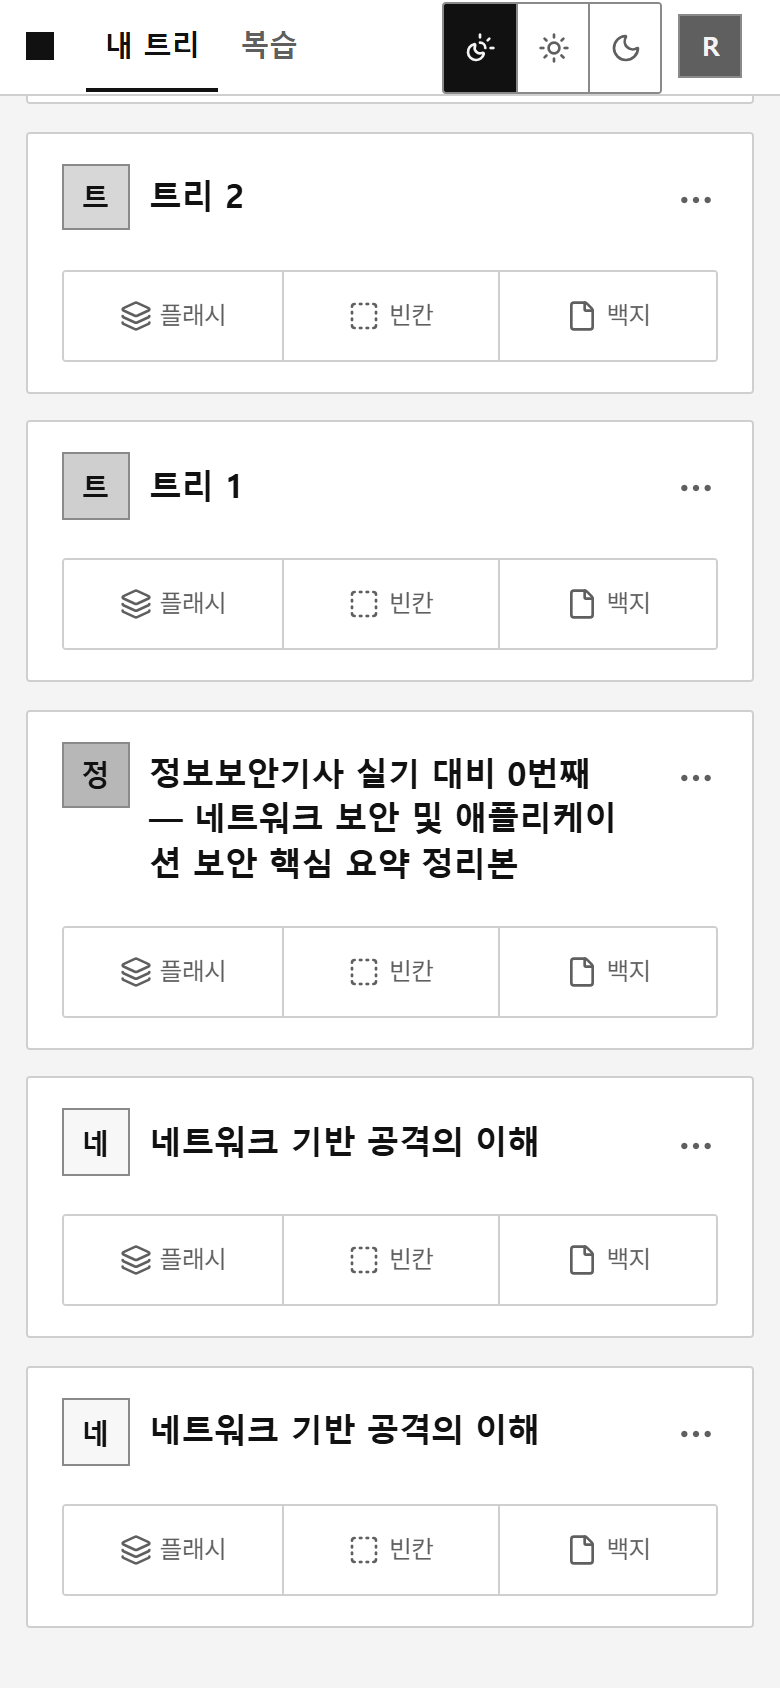 내 트리 복습 R
트 트리 2
플래시 빈칸 백지
트 트리 1
플래시 빈칸 백지
정 정보보안기사 실기 대비 0번째
— 네트워크 보안 및 애플리케이
션 보안 핵심 요약 정리본
플래시 빈칸 백지
네 네트워크 기반 공격의 이해
플래시 빈칸 백지
네 네트워크 기반 공격의 이해
플래시 빈칸 백지